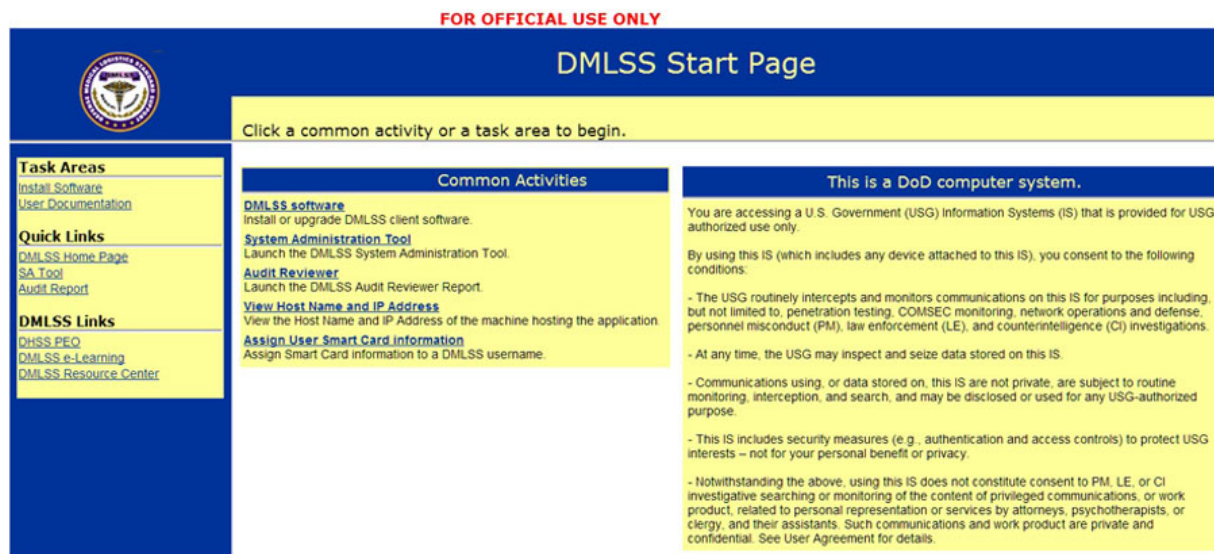 FOR OFFICIAL USE ONLY
DMLSS Start Page
Click a common activity or a task area to begin.
Task Areas
Install Software
User Documentation
Quick Links
DMLSS Home Page
SA Tool
Audit Report
DMLSS Links
DHSS PEO
DMLSS e-Learning
DMLSS Resource Center
Common Activities
DMLSS software
Install or upgrade DMLSS client software.
System Administration Tool
Launch the DMLSS System Administration Tool.
Audit Reviewer
Launch the DMLSS Audit Reviewer Report.
View Host Name and IP Address
View the Host Name and IP Address of the machine hosting the application.
Assign User Smart Card information
Assign Smart Card information to a DMLSS username.
This is a DoD computer system.
You are accessing a U.S. Government (USG) Information Systems (IS) that is provided for USG
authorized use only.
By using this IS (which includes any device attached to this IS), you consent to the following
conditions:
- The USG routinely intercepts and monitors communications on this IS for purposes including,
but not limited to, penetration testing, COMSEC monitoring, network operations and defense,
personnel misconduct (PM), law enforcement (LE), and counterintelligence (CI) investigations.
- At any time, the USG may inspect and seize data stored on this IS.
- Communications using, or data stored on, this IS are not private, are subject to routine
monitoring, interception, and search, and may be disclosed or used for any USG-authorized
purpose.
- This IS includes security measures (e.g., authentication and access controls) to protect USG
interests – not for your personal benefit or privacy.
- Notwithstanding the above, using this IS does not constitute consent to PM, LE, or CI
investigative searching or monitoring of the content of privileged communications, or work
product, related to personal representation or services by attorneys, psychotherapists, or
clergy, and their assistants. Such communications and work product are private and
confidential. See User Agreement for details.